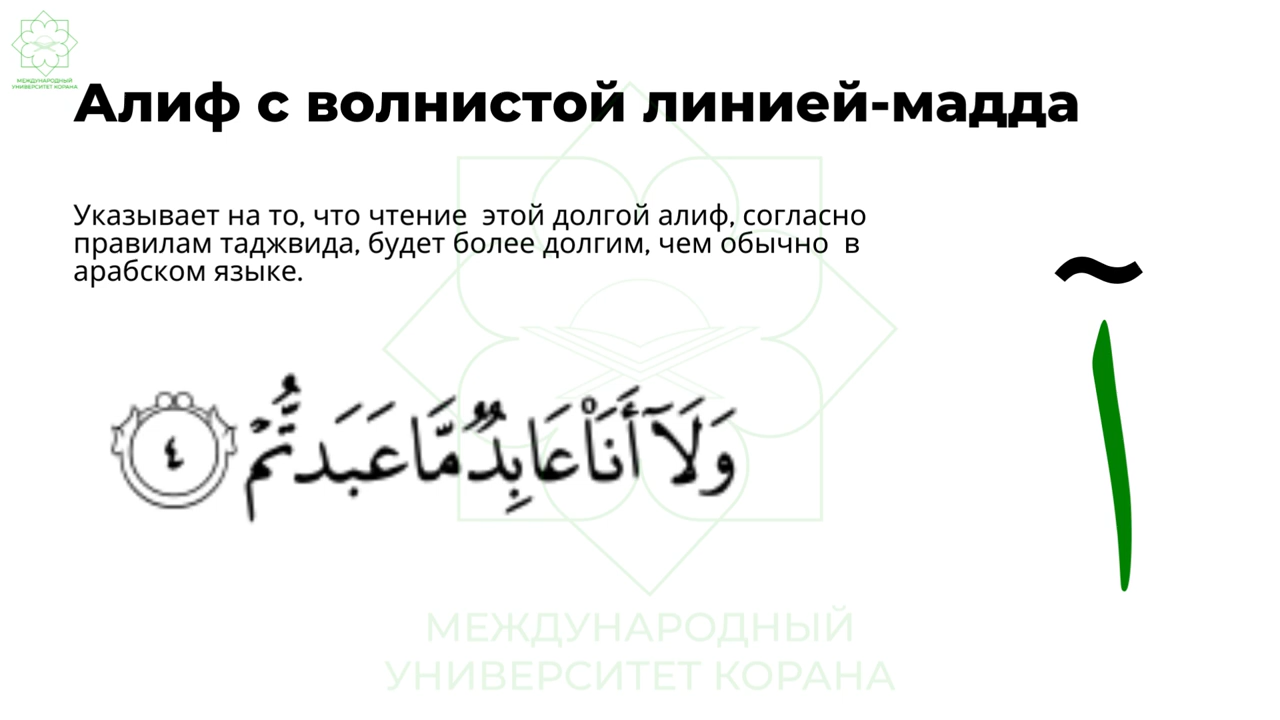 МЕЖДУНАРОДНЫЙ
УНИВЕРСИТЕТ КОРАНА
Алиф с волнистой линией-мадда
Указывает на то, что чтение этой долгой алиф, согласно
правилам таджвида, будет более долгим, чем обычно в
арабском языке.
~
ا
وَلَآ أَنَا۠ عَابِدٌ مَّا عَبَدتُّمْ ٤
МЕЖДУНАРОДНЫЙ
УНИВЕРСИТЕТ КОРАНА